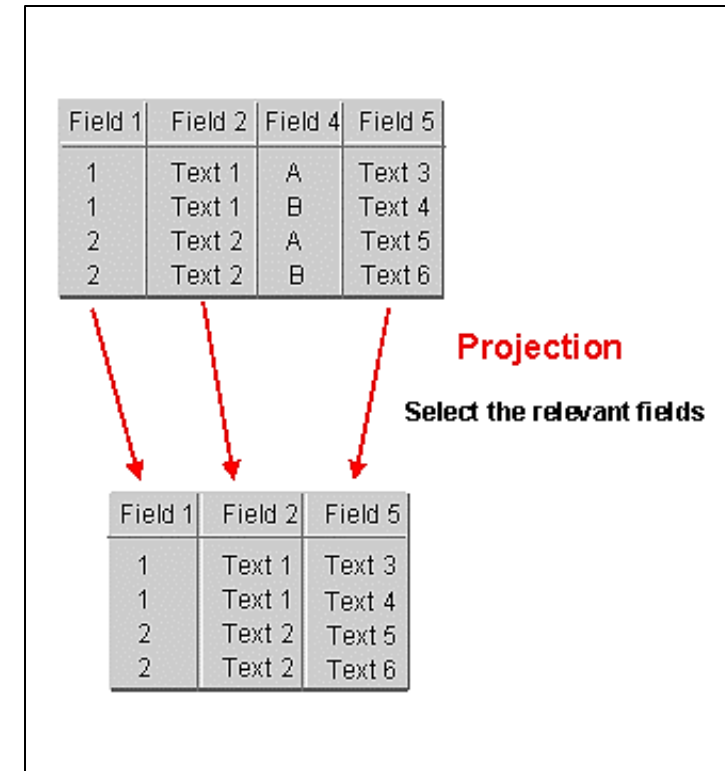 Field 1 Field 2 Field 4 Field 5
1 Text 1 A Text 3
1 Text 1 B Text 4
2 Text 2 A Text 5
2 Text 2 B Text 6
Projection
Select the relevant fields
Field 1 Field 2 Field 5
1 Text 1 Text 3
1 Text 1 Text 4
2 Text 2 Text 5
2 Text 2 Text 6